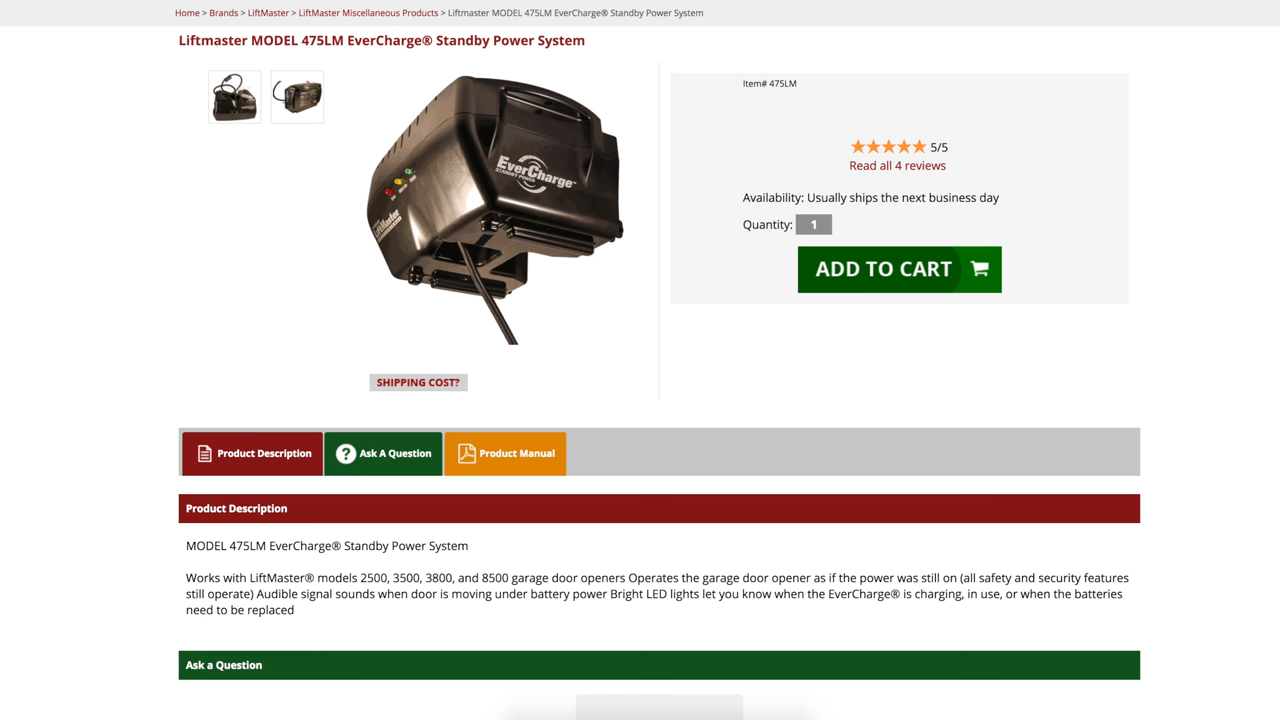 Home > Brands > LiftMaster > LiftMaster Miscellaneous Products > Liftmaster MODEL 475LM EverCharge® Standby Power System
Liftmaster MODEL 475LM EverCharge® Standby Power System
EverCharge™
STANDBY POWER
LiftMaster
Item# 475LM
5/5
Read all 4 reviews
Availability: Usually ships the next business day
Quantity: 1
ADD TO CART
SHIPPING COST?
Product Description
Ask A Question
Product Manual
Product Description
MODEL 475LM EverCharge® Standby Power System
Works with LiftMaster® models 2500, 3500, 3800, and 8500 garage door openers Operates the garage door opener as if the power was still on (all safety and security features
still operate) Audible signal sounds when door is moving under battery power Bright LED lights let you know when the EverCharge® is charging, in use, or when the batteries
need to be replaced
Ask a Question